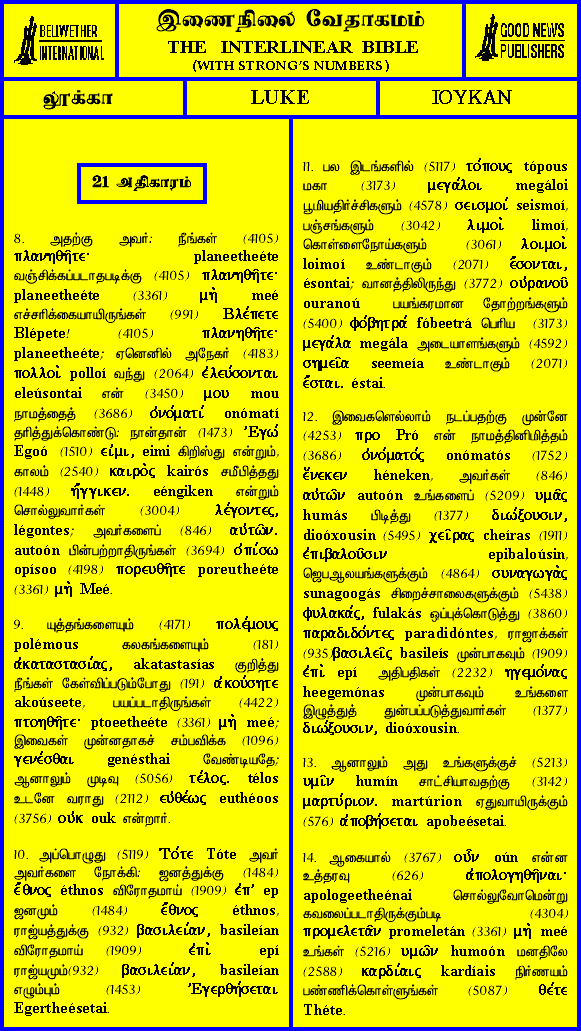 BELLWETHER
INTERNATIONAL
இணைநிலை வேதாகமம்
THE INTERLINEAR BIBLE
(WITH STRONG'S NUMBERS)
GOOD NEWS
PUBLISHERS
லூக்கா
LUKE
ΙΟΥΚΑΝ
21 அதிகாரம்
8. அதற்கு அவர்: நீங்கள் (4105)
πλανηθῆτε· planeetheéte
வஞ்சிக்கப்படாதபடிக்கு (4105) πλανηθῆτε·
planeetheéte (3361) μὴ meé
எச்சரிக்கையாயிருங்கள் (991) Βλέπετε
Blépete! (4105) πλανηθῆτε·
planeetheéte; ஏனெனில் அநேகர் (4183)
πολλοὶ polloí வந்து (2064) ἐλεύσονται
eleúsontai என் (3450) μου mou
நாமத்தைத் (3686) ὀνόματί onómatí
தரித்துக்கொண்டு: நான்தான் (1473) Ἐγώ
Egoó (1510) εἰμι, eimi கிறிஸ்து என்றும்,
காலம் (2540) καιρὸς kairós சமீபித்தது
(1448) ἤγγικεν. eéngiken என்றும்
சொல்லுவார்கள் (3004) λέγοντες,
légontes; அவர்களைப் (846) αὐτῶν.
autoón பின்பற்றாதிருங்கள் (3694) ὀπίσω
opísoo (4198) πορευθῆτε poreutheéte
(3361) μὴ Meé.
9. யுத்தங்களையும் (4171) πολέμους
polémous கலகங்களையும் (181)
ἀκαταστασίας, akatastasías குறித்து
நீங்கள் கேள்விப்படும்போது (191) ἀκούσητε
akoúseete, பயப்படாதிருங்கள் (4422)
πτοηθῆτε· ptoeetheéte (3361) μὴ meé;
இவைகள் முன்னதாகச் சம்பவிக்க (1096)
γενέσθαι genésthai வேண்டியதே;
ஆனாலும் முடிவு (5056) τέλος. télos
உடனே வராது (2112) εὐθέως euthéoos
(3756) οὐκ ouk என்றார்.
10. அப்பொழுது (5119) Τότε Tóte அவர்
அவர்களை நோக்கி: ஜனத்துக்கு (1484)
ἔθνος éthnos விரோதமாய் (1909) ἐπ' ep
ஜனமும் (1484) ἔθνος éthnos,
ராஜ்யத்துக்கு (932) βασιλείαν, basileían
விரோதமாய் (1909) ἐπὶ epí
ராஜ்யமும்(932) βασιλείαν, basileían
எழும்பும் (1453) Ἐγερθήσεται
Egertheésetai.
11. பல இடங்களில் (5117) τόπους tópous
மகா (3173) μεγάλοι megáloi
பூமியதிர்ச்சிகளும் (4578) σεισμοί seismoí,
பஞ்சங்களும் (3042) λιμοὶ limoí,
கொள்ளைநோய்களும் (3061) λοιμοὶ
loimoí உண்டாகும் (2071) ἔσονται,
ésontai; வானத்திலிருந்து (3772) οὐρανοῦ
ouranoú பயங்கரமான தோற்றங்களும்
(5400) φόβητρά fóbeetrá பெரிய (3173)
μεγάλα megála அடையாளங்களும் (4592)
σημεῖα seemeía உண்டாகும் (2071)
ἔσται. éstai.
12. இவைகளெல்லாம் நடப்பதற்கு முன்னே
(4253) προ Pró என் நாமத்தினிமித்தம்
(3686) ὀνόματός onómatós (1752)
ἕνεκεν héneken, அவர்கள் (846)
αὐτῶν autoón உங்களைப் (5209) υμᾶς
humás பிடித்து (1377) διώξουσιν,
dioóxousin (5495) χεῖρας cheíras (1911)
ἐπιβαλοῦσιν epibaloúsin,
ஜெபஆலயங்களுக்கும் (4864) συναγωγὰς
sunagoogás சிறைச்சாலைகளுக்கும் (5438)
φυλακάς, fulakás ஒப்புக்கொடுத்து (3860)
παραδιδόντες paradidóntes, ராஜாக்கள்
(935)βασιλεῖς basileís முன்பாகவும் (1909)
ἐπὶ epí அதிபதிகள் (2232) ηγεμόνας
heegemónas முன்பாகவும் உங்களை
இழுத்துத் துன்பப்படுத்துவார்கள் (1377)
διώξουσιν, dioóxousin.
13. ஆனாலும் அது உங்களுக்குச் (5213)
υμῖν humín சாட்சியாவதற்கு (3142)
μαρτύριον. martúrion ஏதுவாயிருக்கும்
(576) ἀποβήσεται apobeésetai.
14. ஆகையால் (3767) οὖν oún என்ன
உத்தரவு (626) ἀπολογηθῆναι·
apologeetheénai சொல்லுவோமென்று
கவலைப்படாதிருக்கும்படி (4304)
προμελετᾶν promeletán (3361) μὴ meé
உங்கள் (5216) υμῶν humoón மனதிலே
(2588) καρδίαις kardíais நிர்ணயம்
பண்ணிக்கொள்ளுங்கள் (5087) θέτε
Théte.